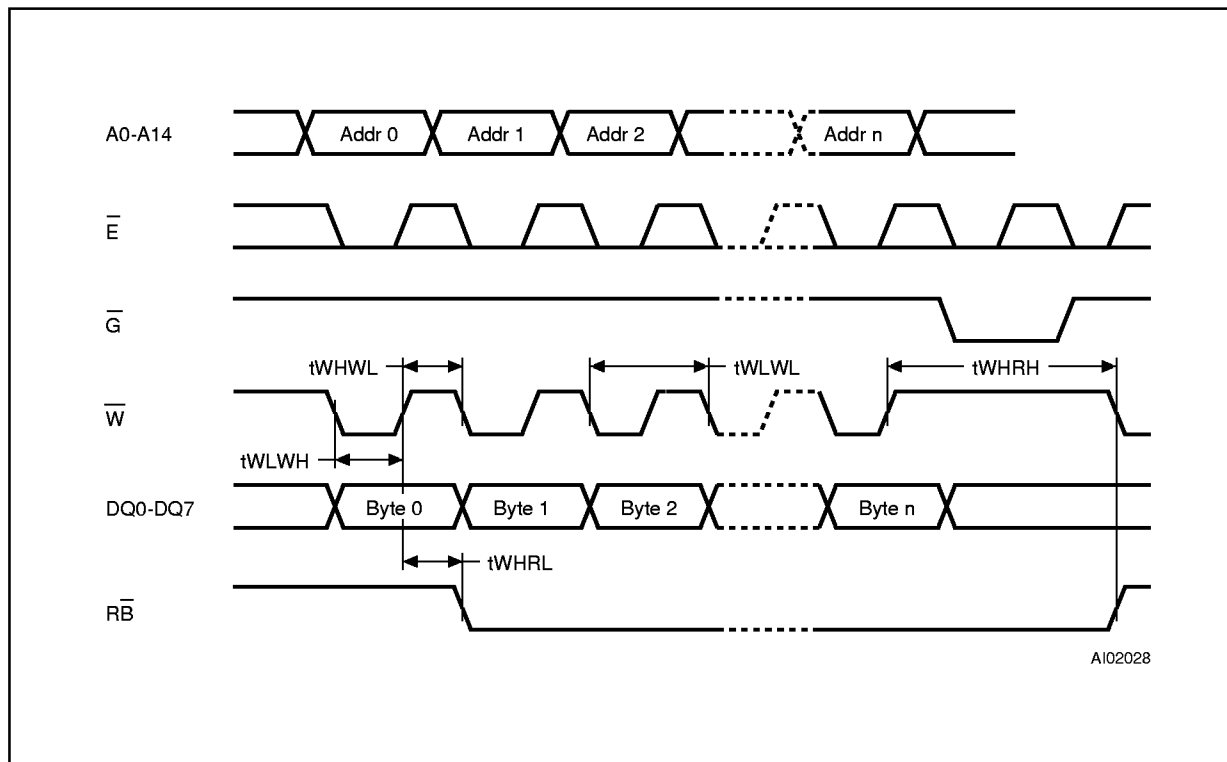 A0-A14
Addr 0 Addr 1 Addr 2 Addr n
E̅
G̅
tWHWL tWLWL tWHRH
W̅
tWLWH
DQ0-DQ7
Byte 0 Byte 1 Byte 2 Byte n
tWHRL
RB̅
AI02028